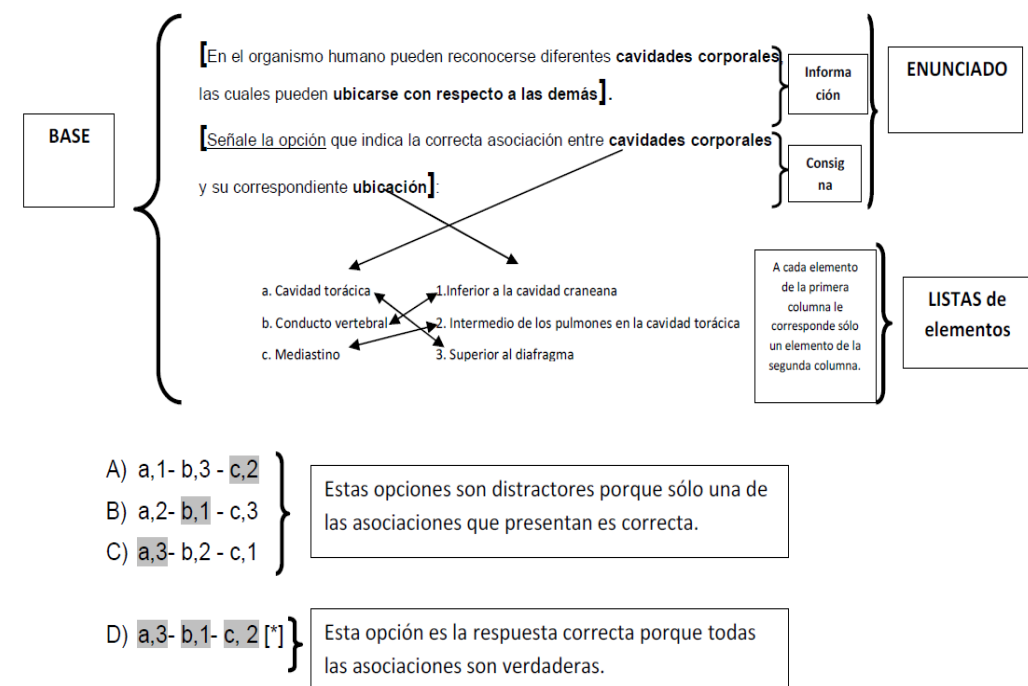 [En el organismo humano pueden reconocerse diferentes cavidades corporales,
las cuales pueden ubicarse con respecto a las demás].
Informa
ción
ENUNCIADO
BASE
[Señale la opción que indica la correcta asociación entre cavidades corporales
y su correspondiente ubicación]:
Consig
na
a. Cavidad torácica
1.Inferior a la cavidad craneana
b. Conducto vertebral
2. Intermedio de los pulmones en la cavidad torácica
c. Mediastino
3. Superior al diafragma
A cada elemento
de la primera
columna le
corresponde sólo
un elemento de la
segunda columna.
LISTAS de
elementos
A) a,1- b,3 - c,2
B) a,2- b,1 - c,3
C) a,3- b,2 - c,1
Estas opciones son distractores porque sólo una de
las asociaciones que presentan es correcta.
D) a,3- b,1- c, 2 [*]
Esta opción es la respuesta correcta porque todas
las asociaciones son verdaderas.